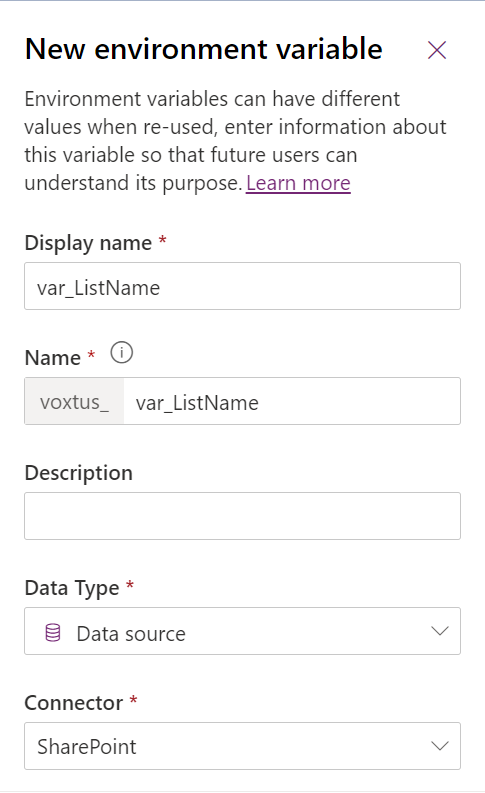 New environment variable
Environment variables can have different
values when re-used, enter information about
this variable so that future users can
understand its purpose. Learn more
Display name *
var_ListName
Name *
voxtus_ var_ListName
Description
Data Type *
Data source
Connector *
SharePoint